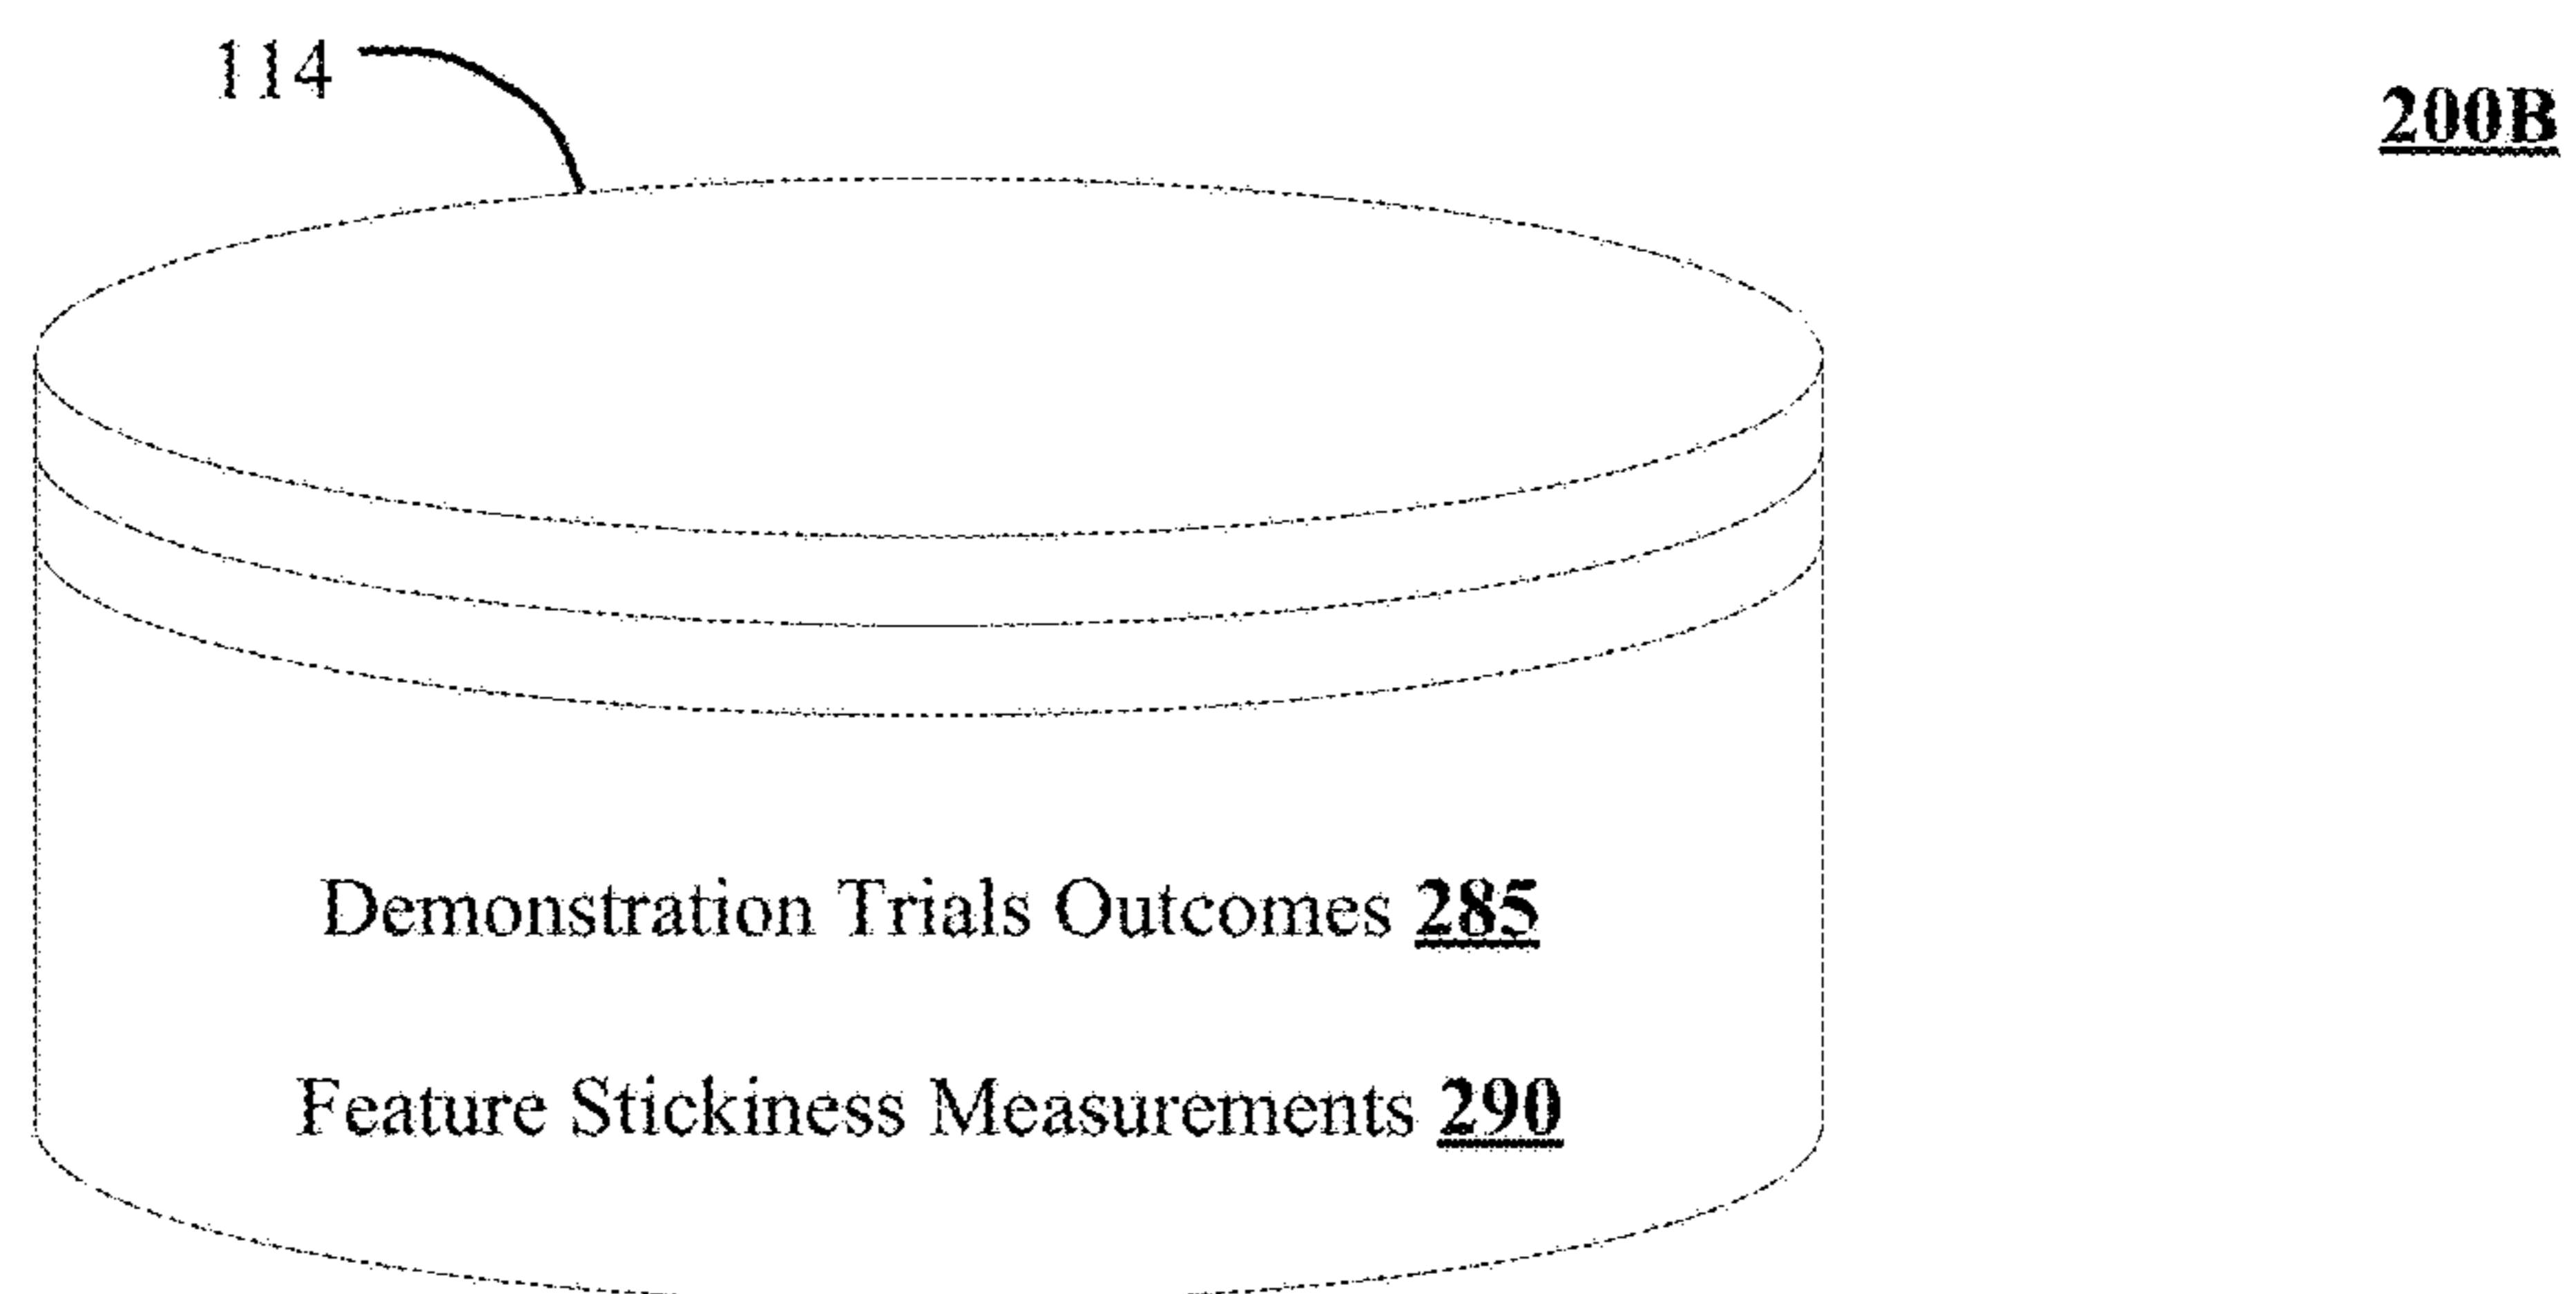 114
200B
Demonstration Trials Outcomes 285
Feature Stickiness Measurements 290